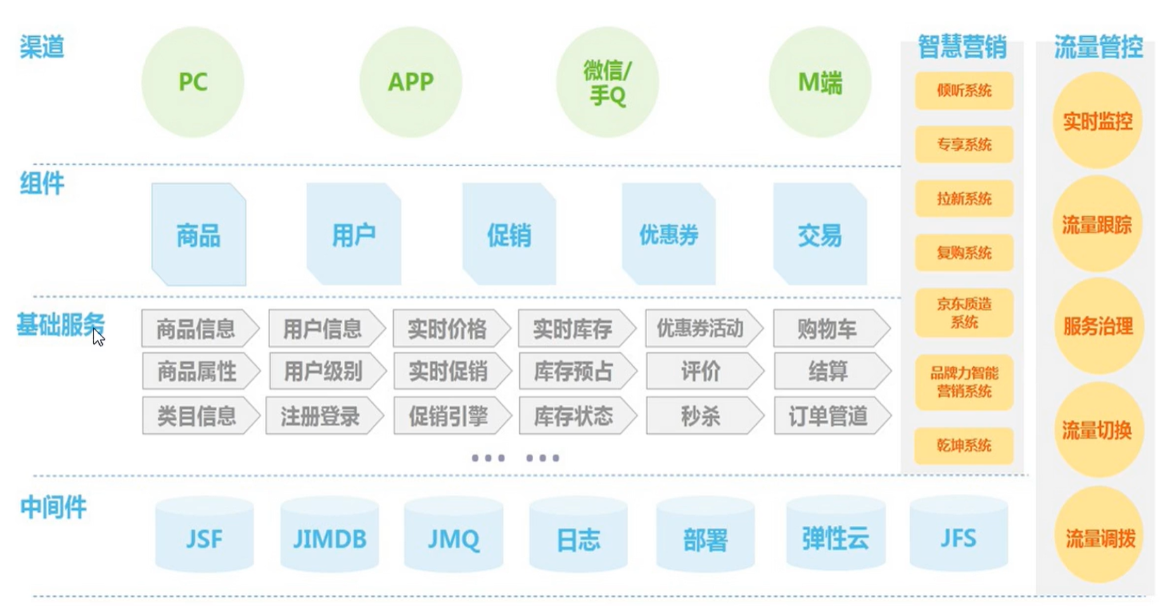 渠道
PC
APP
微信/
手Q
M端
组件
商品
用户
促销
优惠券
交易
基础服务
商品信息
用户信息
实时价格
实时库存
优惠券活动
购物车
商品属性
用户级别
实时促销
库存预占
评价
结算
类目信息
注册登录
促销引擎
库存状态
秒杀
订单管道
••• •••
中间件
JSF
JIMDB
JMQ
日志
部署
弹性云
JFS
智慧营销
倾听系统
专享系统
拉新系统
复购系统
京东质造
系统
品牌力智能
营销系统
乾坤系统
流量管控
实时监控
流量跟踪
服务治理
流量切换
流量调拨